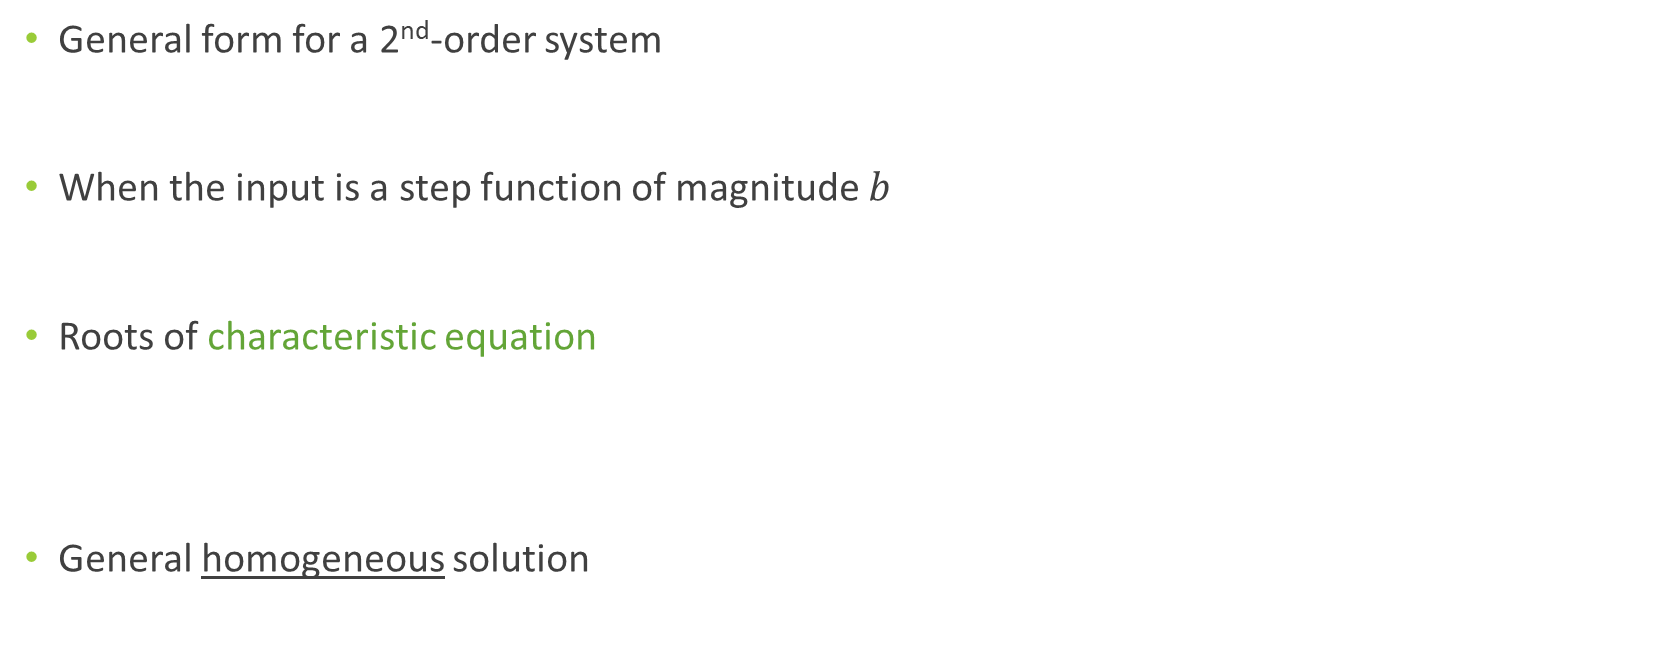 • General form for a 2nd-order system
• When the input is a step function of magnitude b
• Roots of characteristic equation
• General homogeneous solution